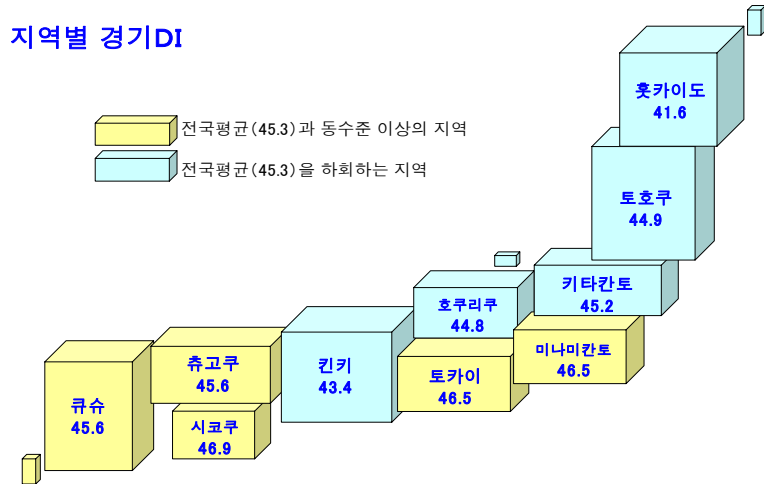 지역별 경기DI
전국평균(45.3)과 동수준 이상의 지역
전국평균(45.3)을 하회하는 지역
홋카이도
41.6
토호쿠
44.9
키타칸토
45.2
호쿠리쿠
44.8
미나미칸토
46.5
츄고쿠
45.6
킨키
43.4
토카이
46.5
큐슈
45.6
시코쿠
46.9